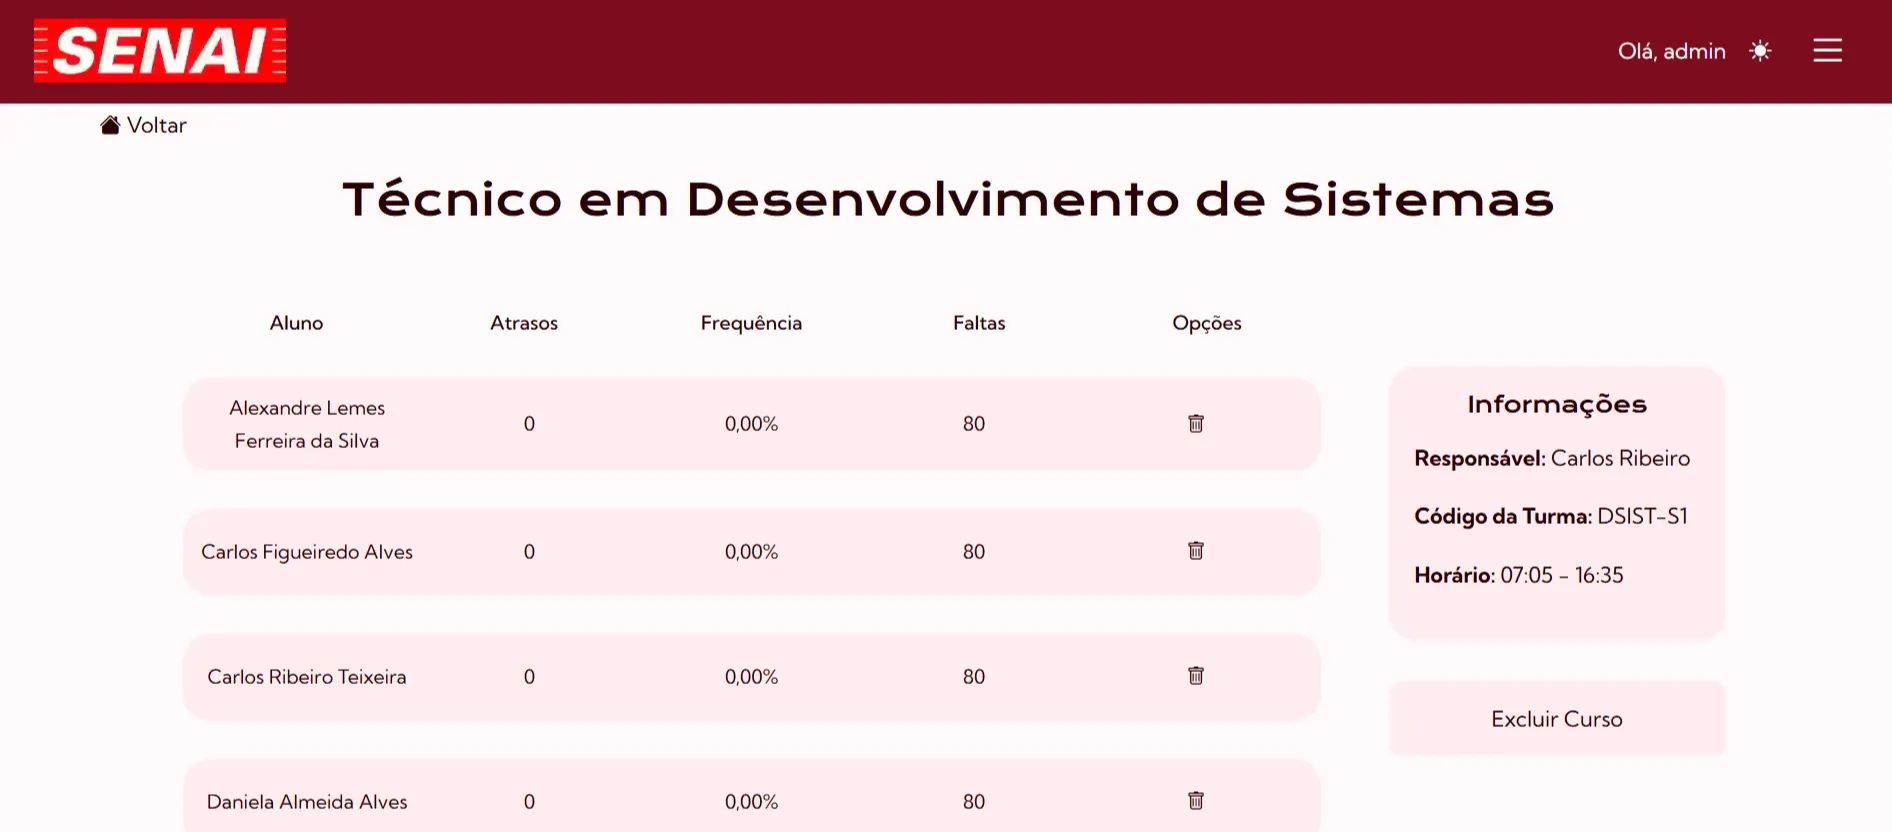 SENAI
Olá, admin
Voltar
Técnico em Desenvolvimento de Sistemas
Aluno Atrasos Frequência Faltas Opções
Alexandre Lemes
Ferreira da Silva 0 0,00% 80
Carlos Figueiredo Alves 0 0,00% 80
Carlos Ribeiro Teixeira 0 0,00% 80
Daniela Almeida Alves 0 0,00% 80
Informações
Responsável: Carlos Ribeiro
Código da Turma: DSIST-S1
Horário: 07:05 - 16:35
Excluir Curso